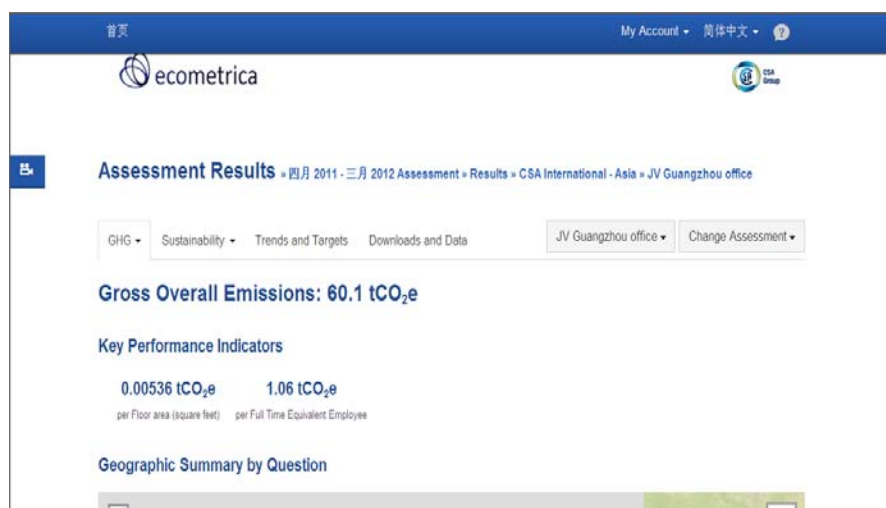 首页 My Account 简体中文 ?
ecometrica CSA Group
Assessment Results » 四月 2011 - 三月 2012 Assessment » Results » CSA International - Asia » JV Guangzhou office
GHG Sustainability Trends and Targets Downloads and Data JV Guangzhou office Change Assessment
Gross Overall Emissions: 60.1 tCO₂e
Key Performance Indicators
0.00536 tCO₂e 1.06 tCO₂e
per Floor area (square feet) per Full Time Equivalent Employee
Geographic Summary by Question